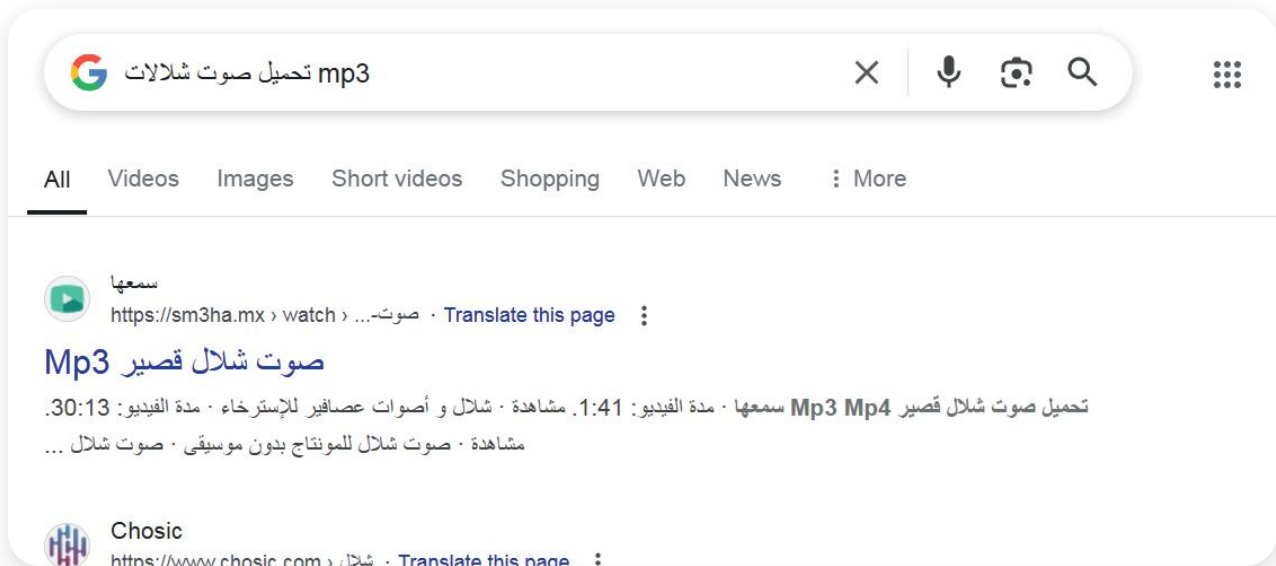 تحميل صوت شلالات mp3
All Videos Images Short videos Shopping Web News More
سمعها
https://sm3ha.mx › watch › صوت-... · Translate this page
صوت شلال قصير Mp3
تحميل صوت شلال قصير Mp3 Mp4 سمعها · مدة الفيديو: 1:41. مشاهدة · شلال و أصوات عصافير للإسترخاء · مدة الفيديو: 30:13.
مشاهدة · صوت شلال للمونتاج بدون موسيقى · صوت شلال ...
Chosic
https://www.chosic.com › شلال · Translate this page